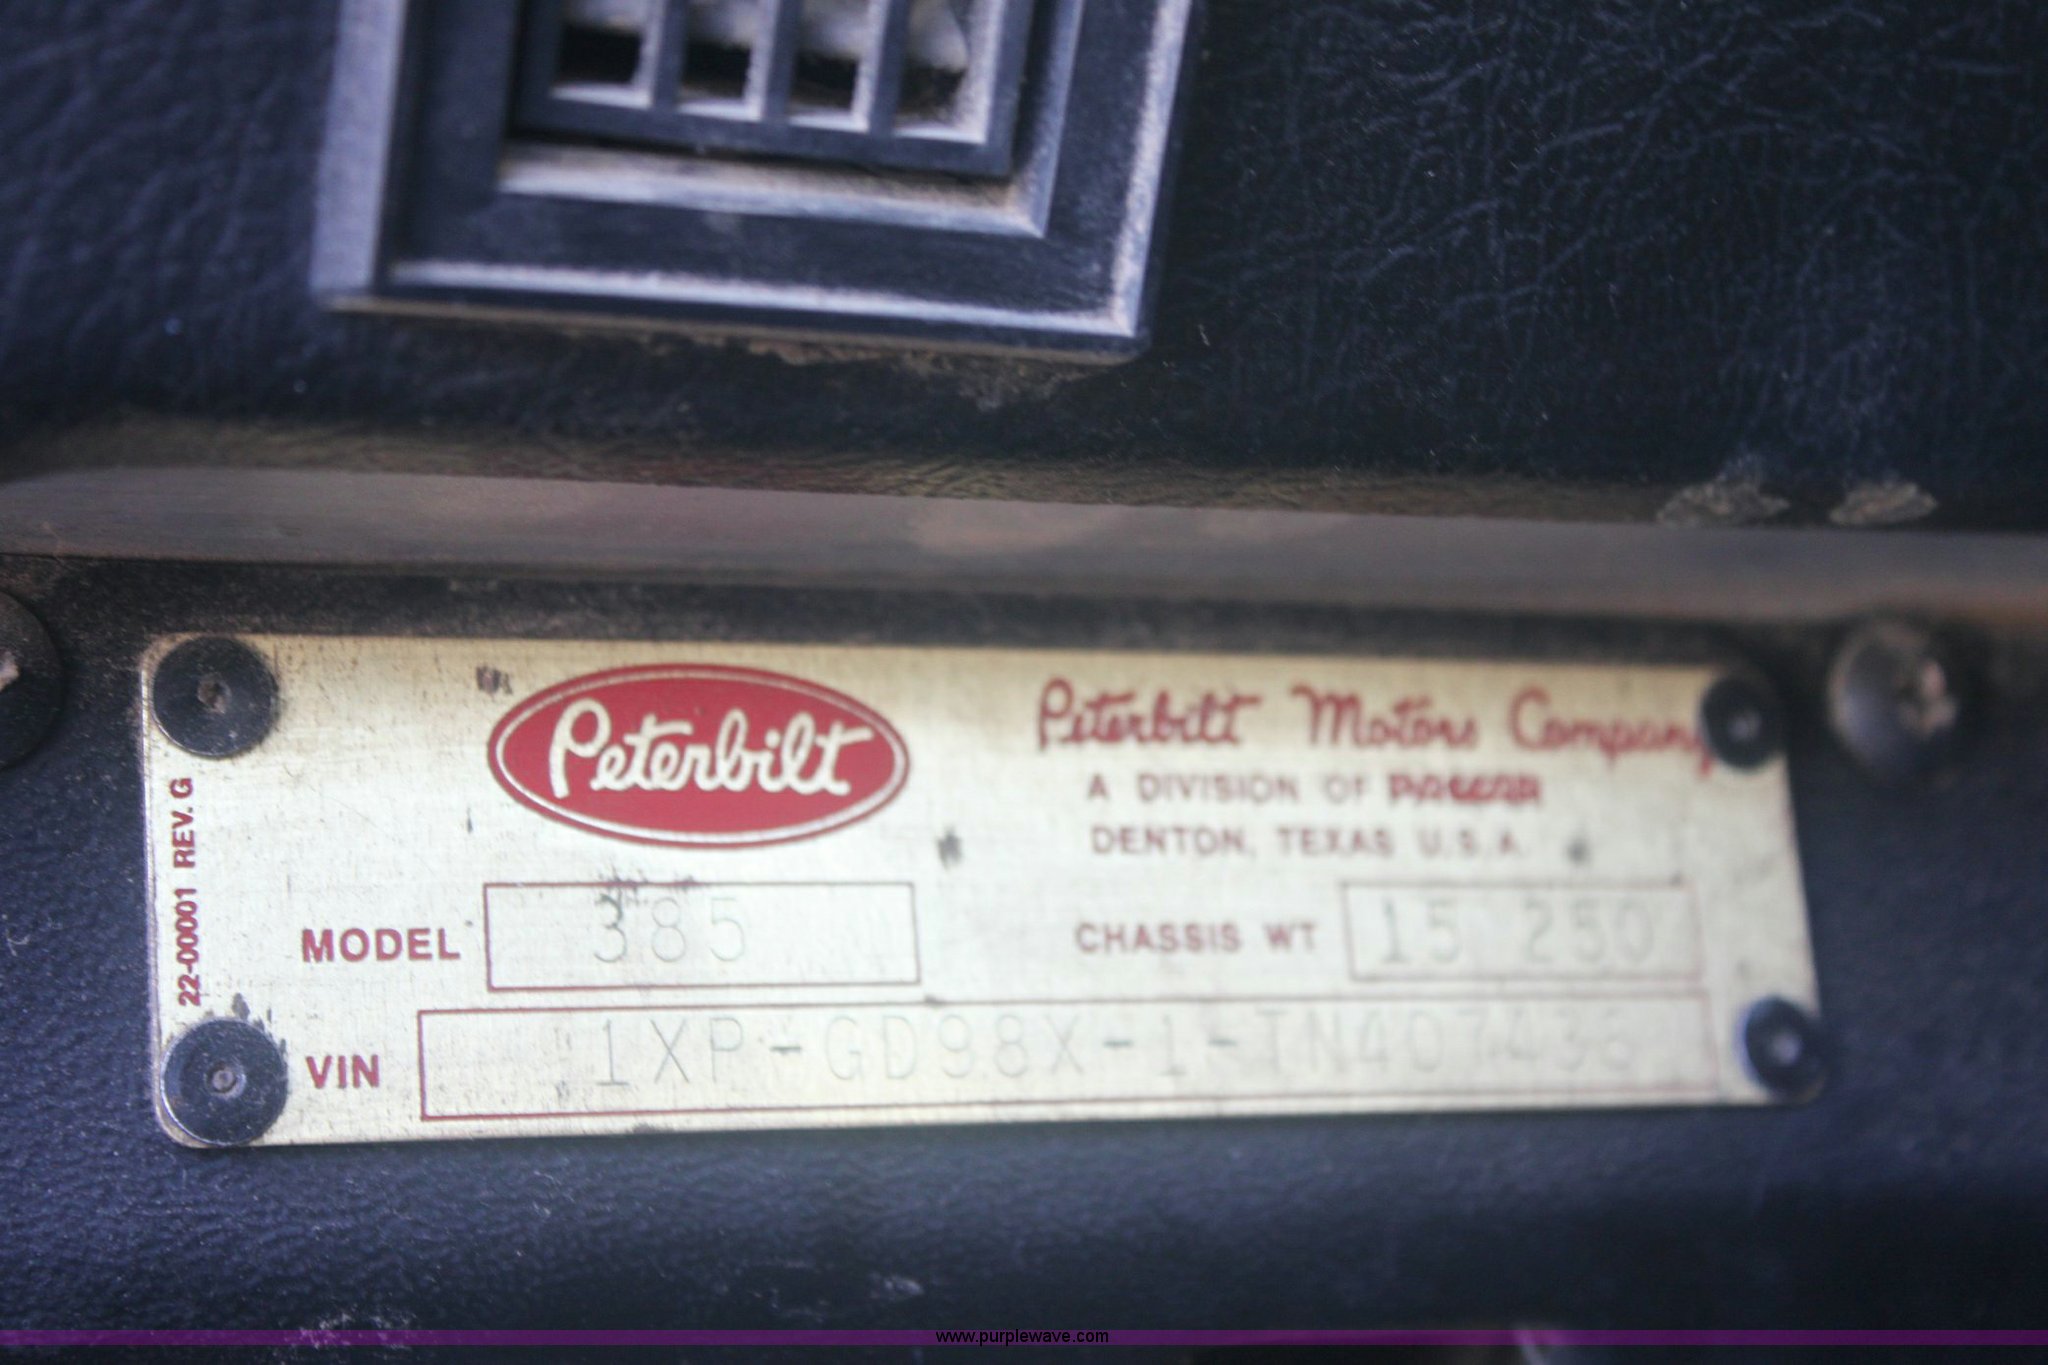 Peterbilt
Peterbilt Motors Company
A DIVISION OF PACCAR
DENTON, TEXAS U.S.A.
22-00001 REV. G
MODEL 385
CHASSIS WT 15 250
VIN 1XP-GD98X-1-TN407436
www.purplewave.com